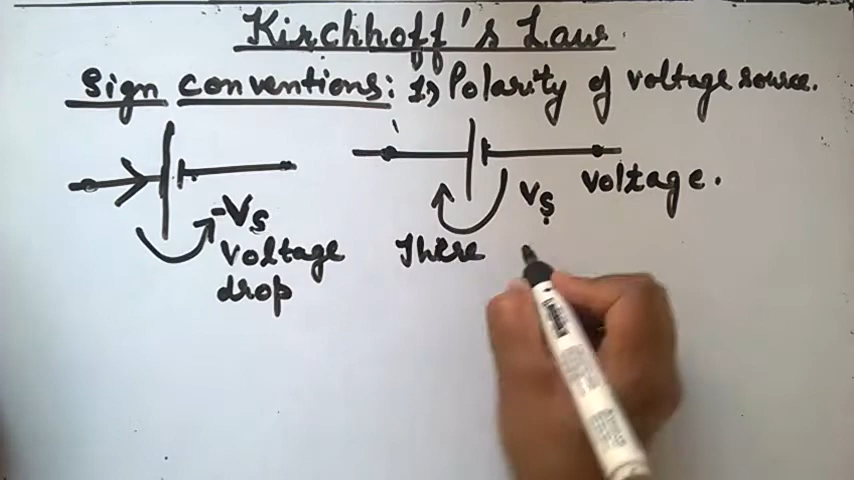 Kirchhoff's Law
Sign conventions: 1) Polarity of voltage source.
-Vs
voltage
drop
Vs
voltage.
There